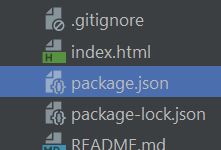 .gitignore
index.html
package.json
package-lock.json
README.md